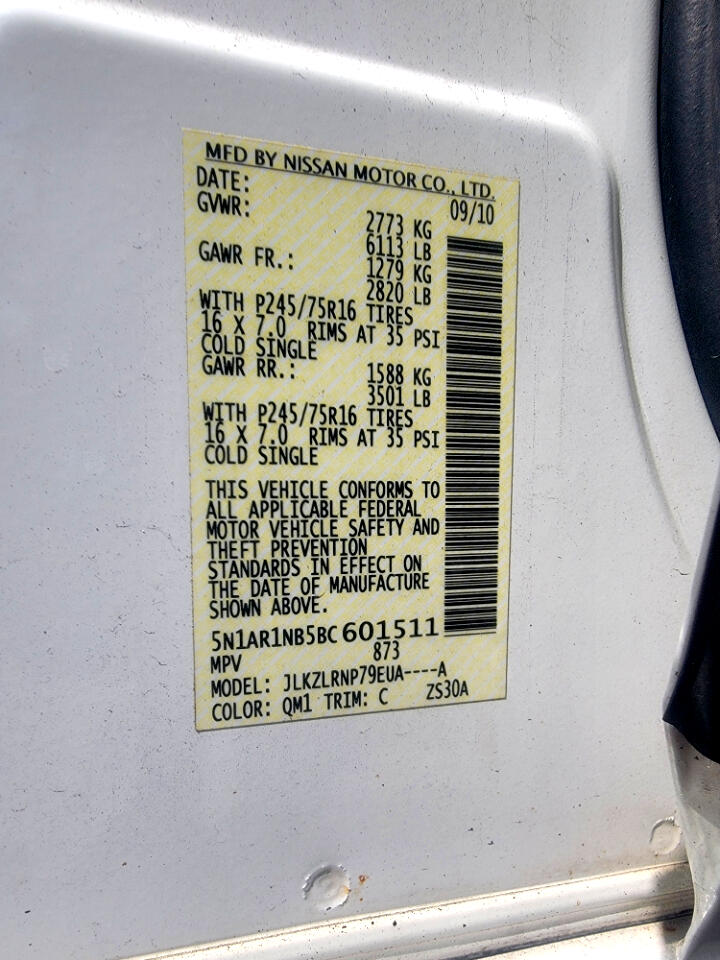 MFD BY NISSAN MOTOR CO., LTD.
DATE: 09/10
GVWR: 2773 KG
6113 LB
GAWR FR.: 1279 KG
2820 LB
WITH P245/75R16 TIRES
16 X 7.0 RIMS AT 35 PSI
COLD SINGLE
GAWR RR.: 1588 KG
3501 LB
WITH P245/75R16 TIRES
16 X 7.0 RIMS AT 35 PSI
COLD SINGLE
THIS VEHICLE CONFORMS TO
ALL APPLICABLE FEDERAL
MOTOR VEHICLE SAFETY AND
THEFT PREVENTION
STANDARDS IN EFFECT ON
THE DATE OF MANUFACTURE
SHOWN ABOVE.
5N1AR1NB5BC601511
MPV 873
MODEL: JLKZLRNP79EUA----A
COLOR: QM1 TRIM: C ZS30A